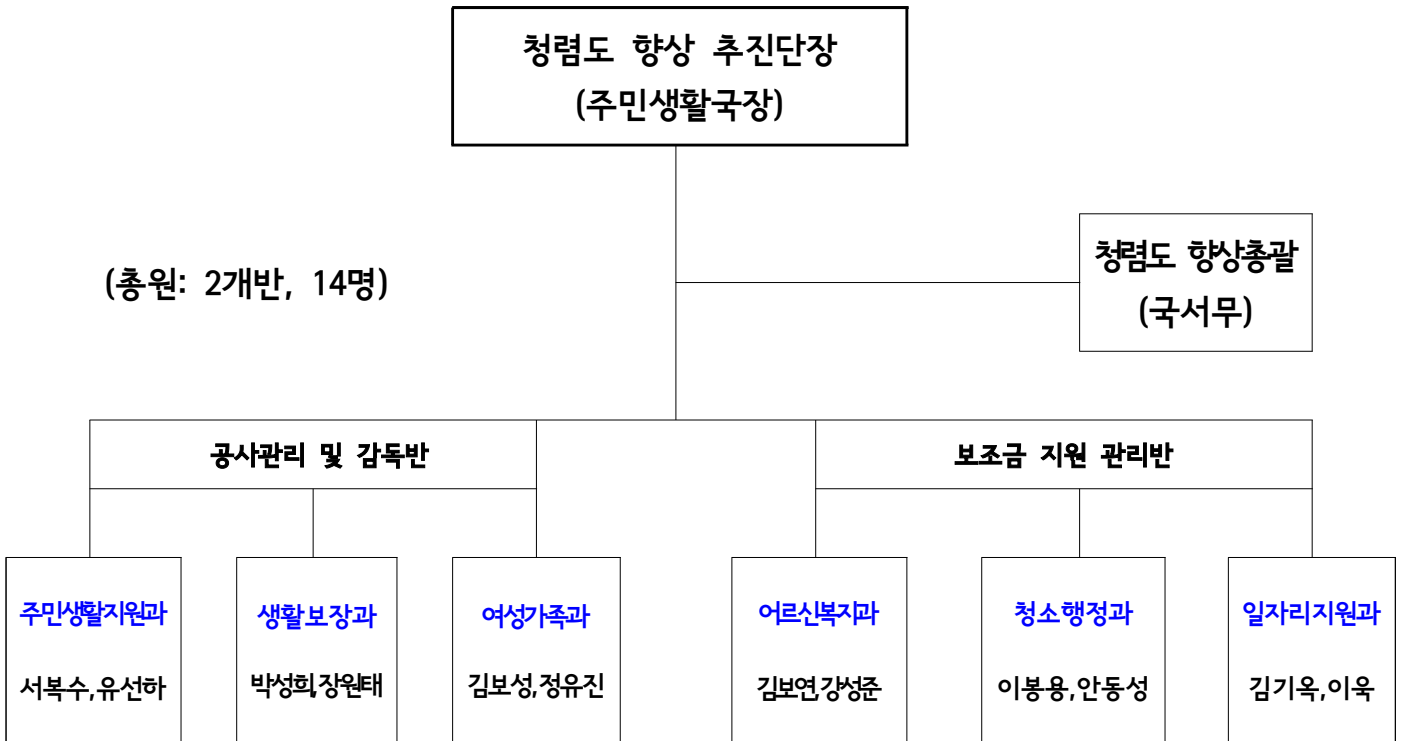 청렴도 향상 추진단장
(주민생활국장)
청렴도 향상총괄
(국서무)
(총원: 2개반, 14명)
공사관리 및 감독반
보조금 지원 관리반
주민생활지원과
서복수,유선하
생활보장과
박성희,장원태
여성가족과
김보성,정유진
어르신복지과
김보연,강성준
청소행정과
이봉용,안동성
일자리지원과
김기옥,이욱